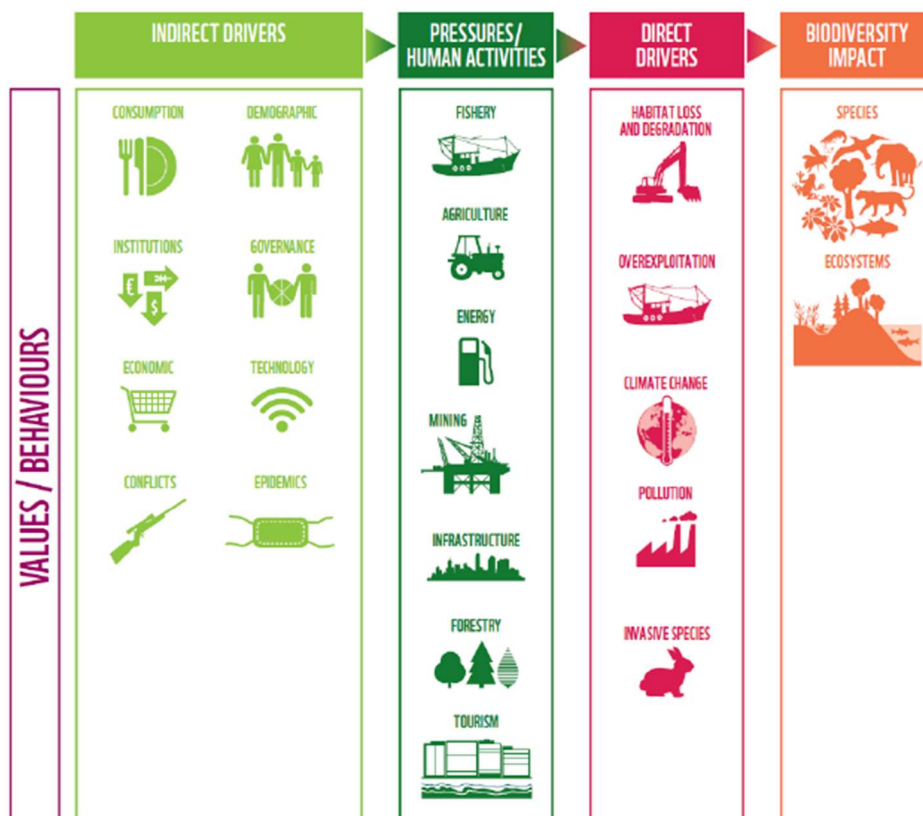 INDIRECT DRIVERS
PRESSURES/
HUMAN ACTIVITIES
DIRECT
DRIVERS
BIODIVERSITY
IMPACT
VALUES / BEHAVIOURS
CONSUMPTION
DEMOGRAPHIC
INSTITUTIONS
€
$
GOVERNANCE
ECONOMIC
TECHNOLOGY
CONFLICTS
EPIDEMICS
FISHERY
AGRICULTURE
ENERGY
MINING
INFRASTRUCTURE
FORESTRY
TOURISM
HABITAT LOSS
AND DEGRADATION
OVEREXPLOITATION
CLIMATE CHANGE
POLLUTION
INVASIVE SPECIES
SPECIES
ECOSYSTEMS